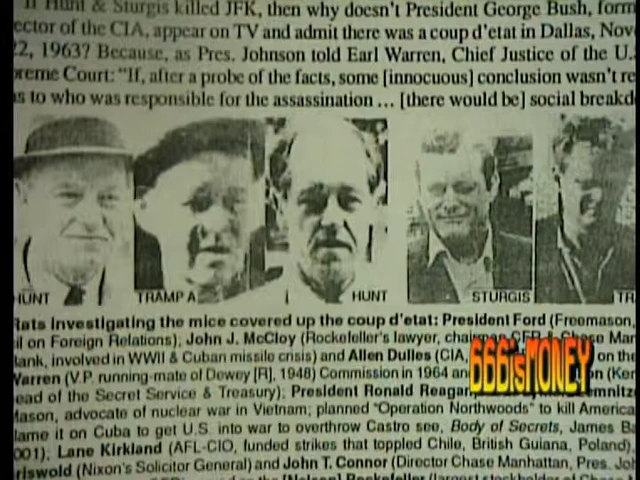 If Hunt & Sturgis killed JFK, then why doesn't President George Bush, form
ector of the CIA, appear on TV and admit there was a coup d'etat in Dallas, Nov
22, 1963? Because, as Pres. Johnson told Earl Warren, Chief Justice of the U.
reme Court: "If, after a probe of the facts, some [innocuous] conclusion wasn't re
as to who was responsible for the assassination ... [there would be] social breakd
HUNT TRAMP A HUNT STURGIS TR
Rats investigating the mice covered up the coup d'etat: President Ford (Freemason,
il on Foreign Relations); John J. McCloy (Rockefeller's lawyer, chairman CFR & Chase Man
Bank, involved in WWII & Cuban missile crisis) and Allen Dulles (CIA, on the
Warren (V.P. running-mate of Dewey [R], 1948) Commission in 1964 an n (Ken
ead of the Secret Service & Treasury); President Ronald Reagan, emnitze
666isMONEY
Mason, advocate of nuclear war in Vietnam; planned "Operation Northwoods" to kill America
lame it on Cuba to get U.S. into war to overthrow Castro see, Body of Secrets, James Ba
001); Lane Kirkland (AFL-CIO, funded strikes that toppled Chile, British Guiana, Poland)
riswold (Nixon's Solicitor General) and John T. Connor (Director Chase Manhattan, Pres. Joh
[Nelson] Rockefeller (largest stockholder of Chase